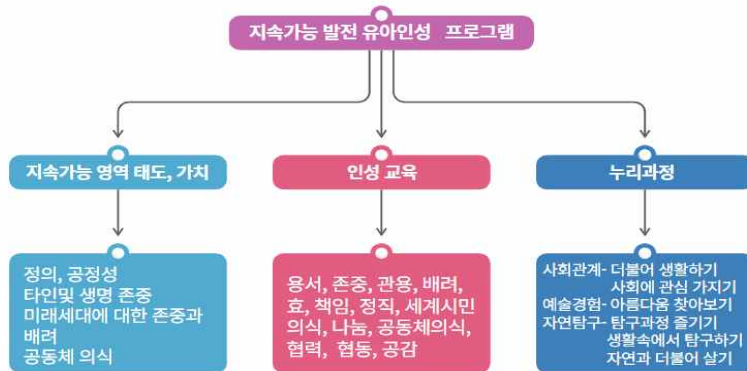 지속가능 발전 유아인성 프로그램
지속가능 영역 태도, 가치
정의, 공정성
타인및 생명 존중
미래세대에 대한 존중과
배려
공동체 의식
인성 교육
용서, 존중, 관용, 배려,
효, 책임, 정직, 세계시민
의식, 나눔, 공동체의식,
협력, 협동, 공감
누리과정
사회관계- 더불어 생활하기
사회에 관심 가지기
예술경험- 아름다움 찾아보기
자연탐구- 탐구과정 즐기기
생활속에서 탐구하기
자연과 더불어 살기